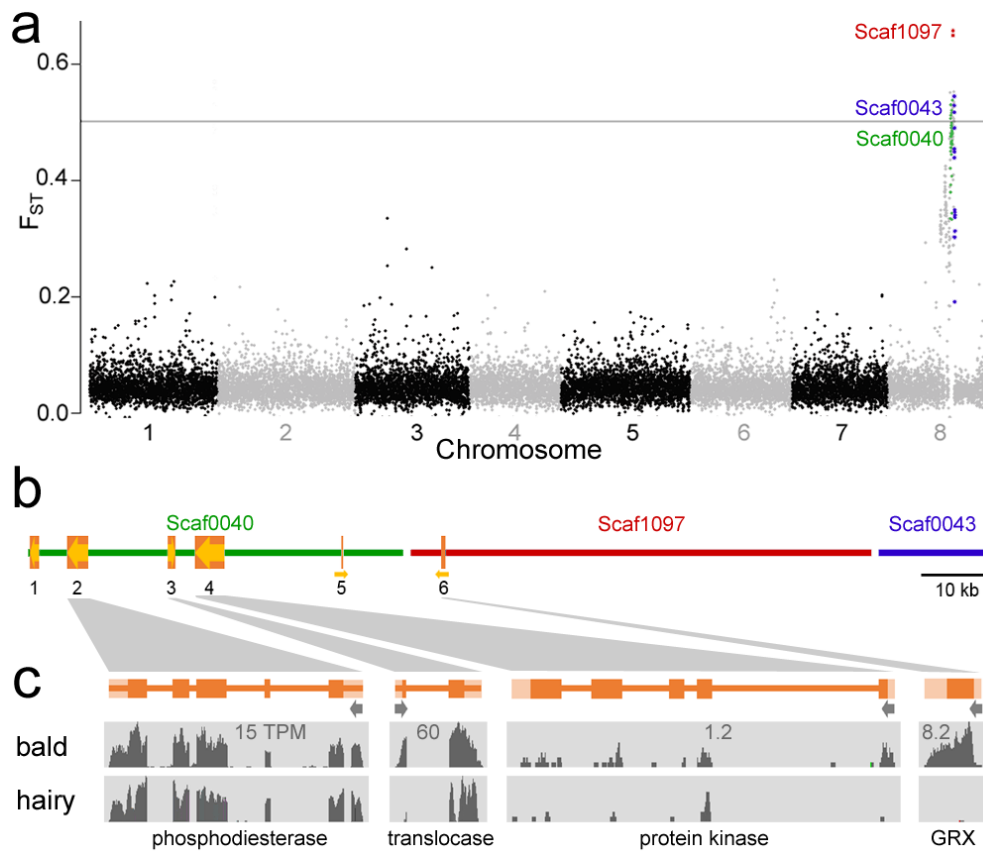 a
Scaf1097
0.6
Scaf0043
Scaf0040
0.4
FST
0.2
0.0
1 2 3 4 5 6 7 8
Chromosome
b
Scaf0040 Scaf1097 Scaf0043
1 2 3 4 5 6 10 kb
c
bald 15 TPM 60 1.2 8.2
hairy
phosphodiesterase translocase protein kinase GRX